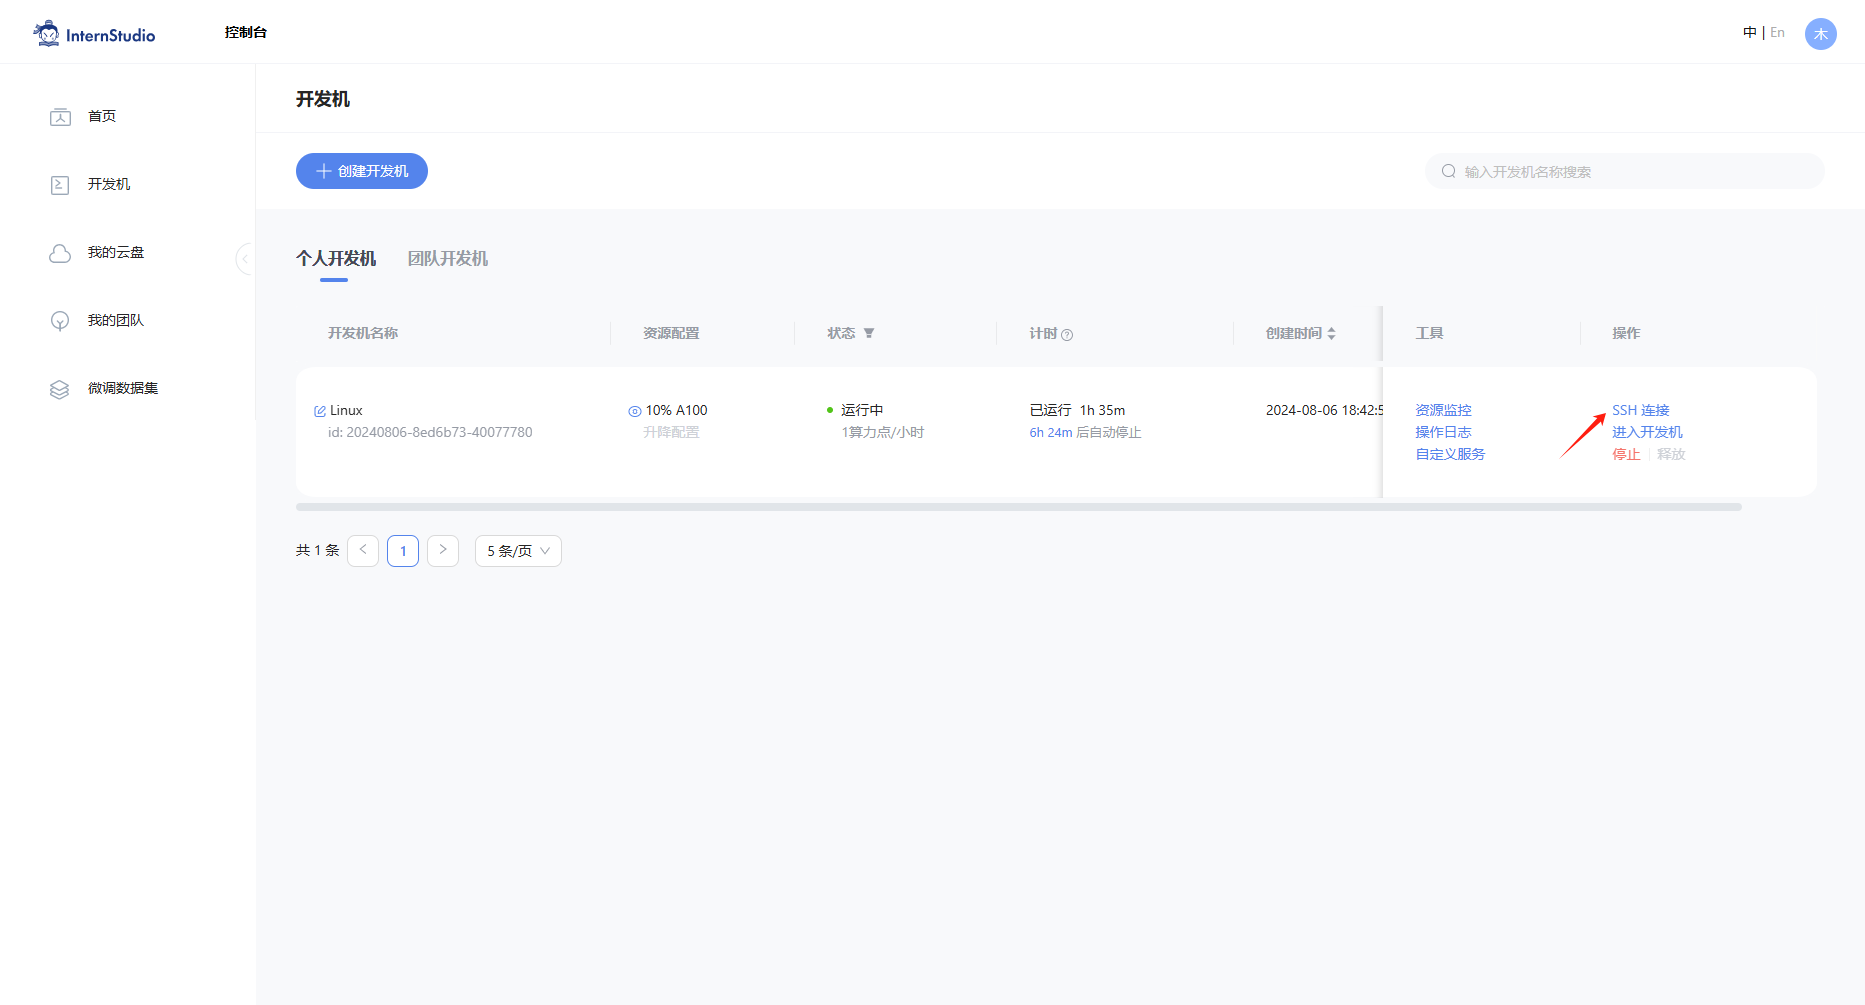 InternStudio
控制台
中 | En
木
首页
开发机
我的云盘
我的团队
微调数据集
开发机
创建开发机
输入开发机名称搜索
个人开发机 团队开发机
开发机名称 资源配置 状态 计时 创建时间 工具 操作
Linux 10% A100 运行中 已运行 1h 35m 2024-08-06 18:42:5 资源监控 SSH 连接
id: 20240806-8ed6b73-40077780 升降配置 1算力点/小时 6h 24m 后自动停止 操作日志 进入开发机
自定义服务 停止 释放
共 1 条 < 1 > 5 条/页